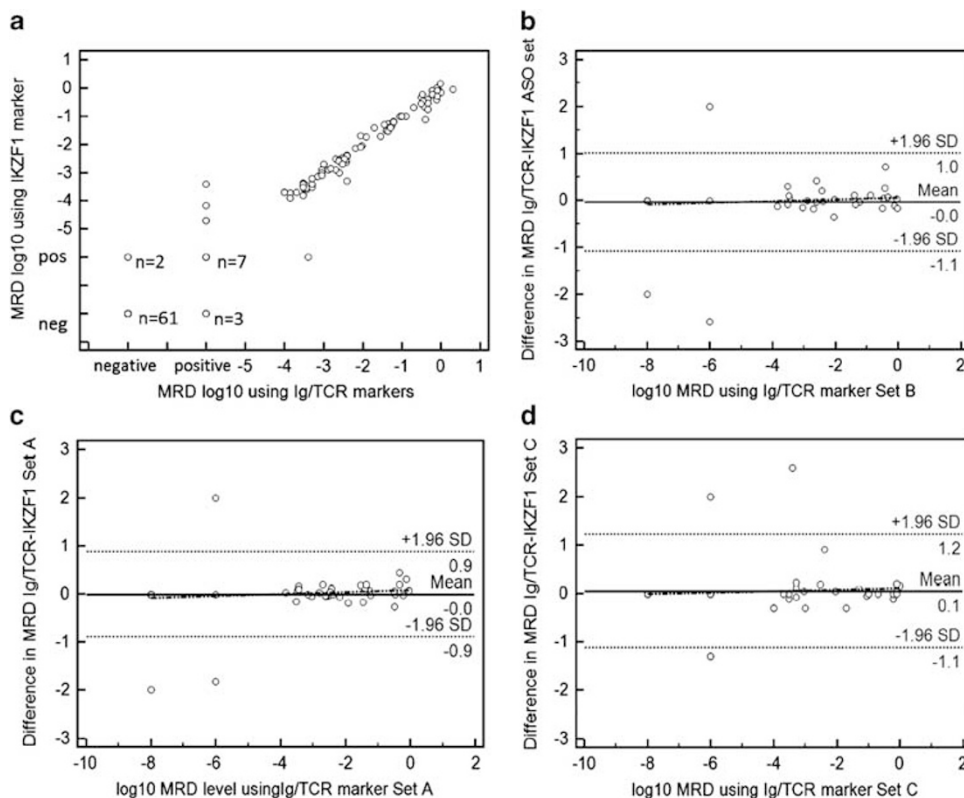 a
MRD log10 using IKZF1 marker
1
0
-1
-2
-3
-4
-5
pos
neg
n=2
n=7
n=61
n=3
negative positive -5 -4 -3 -2 -1 0 1
MRD log10 using Ig/TCR markers
b
Difference in MRD Ig/TCR-IKZF1 ASO set
3
2
1
0
-1
-2
-3
+1.96 SD
1.0
Mean
-0.0
-1.96 SD
-1.1
-10 -8 -6 -4 -2 0 2
log10 MRD using Ig/TCR marker Set B
c
Difference in MRD Ig/TCR-IKZF1 Set A
3
2
1
0
-1
-2
-3
+1.96 SD
0.9
Mean
-0.0
-1.96 SD
-0.9
-10 -8 -6 -4 -2 0 2
log10 MRD level usingIg/TCR marker Set A
d
Difference in MRD Ig/TCR-IKZF1 Set C
3
2
1
0
-1
-2
-3
+1.96 SD
1.2
Mean
0.1
-1.96 SD
-1.1
-10 -8 -6 -4 -2 0 2
log10 MRD using Ig/TCR marker Set C